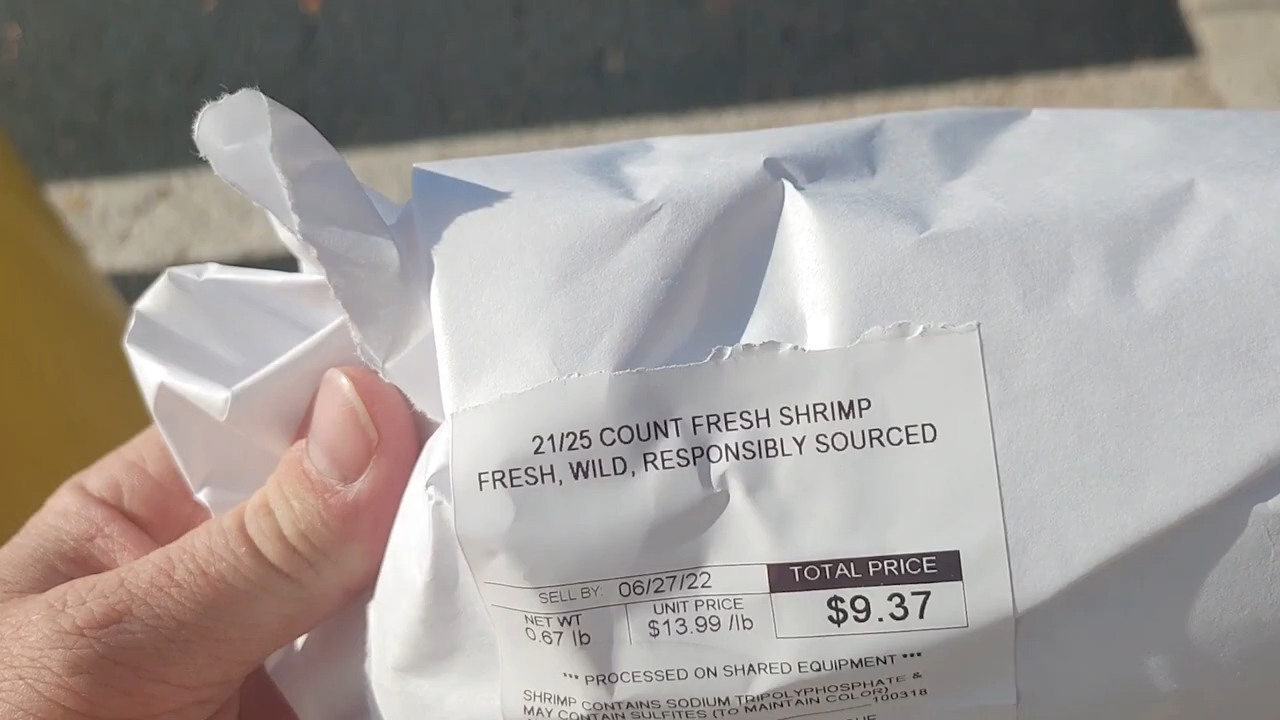 21/25 COUNT FRESH SHRIMP
FRESH, WILD, RESPONSIBLY SOURCED
SELL BY: 06/27/22
TOTAL PRICE
NET WT
0.67 lb
UNIT PRICE
$13.99 /lb
$9.37
*** PROCESSED ON SHARED EQUIPMENT ***
SHRIMP CONTAINS SODIUM TRIPOLYPHOSPHATE &
MAY CONTAIN SULFITES (TO MAINTAIN COLOR)
100318